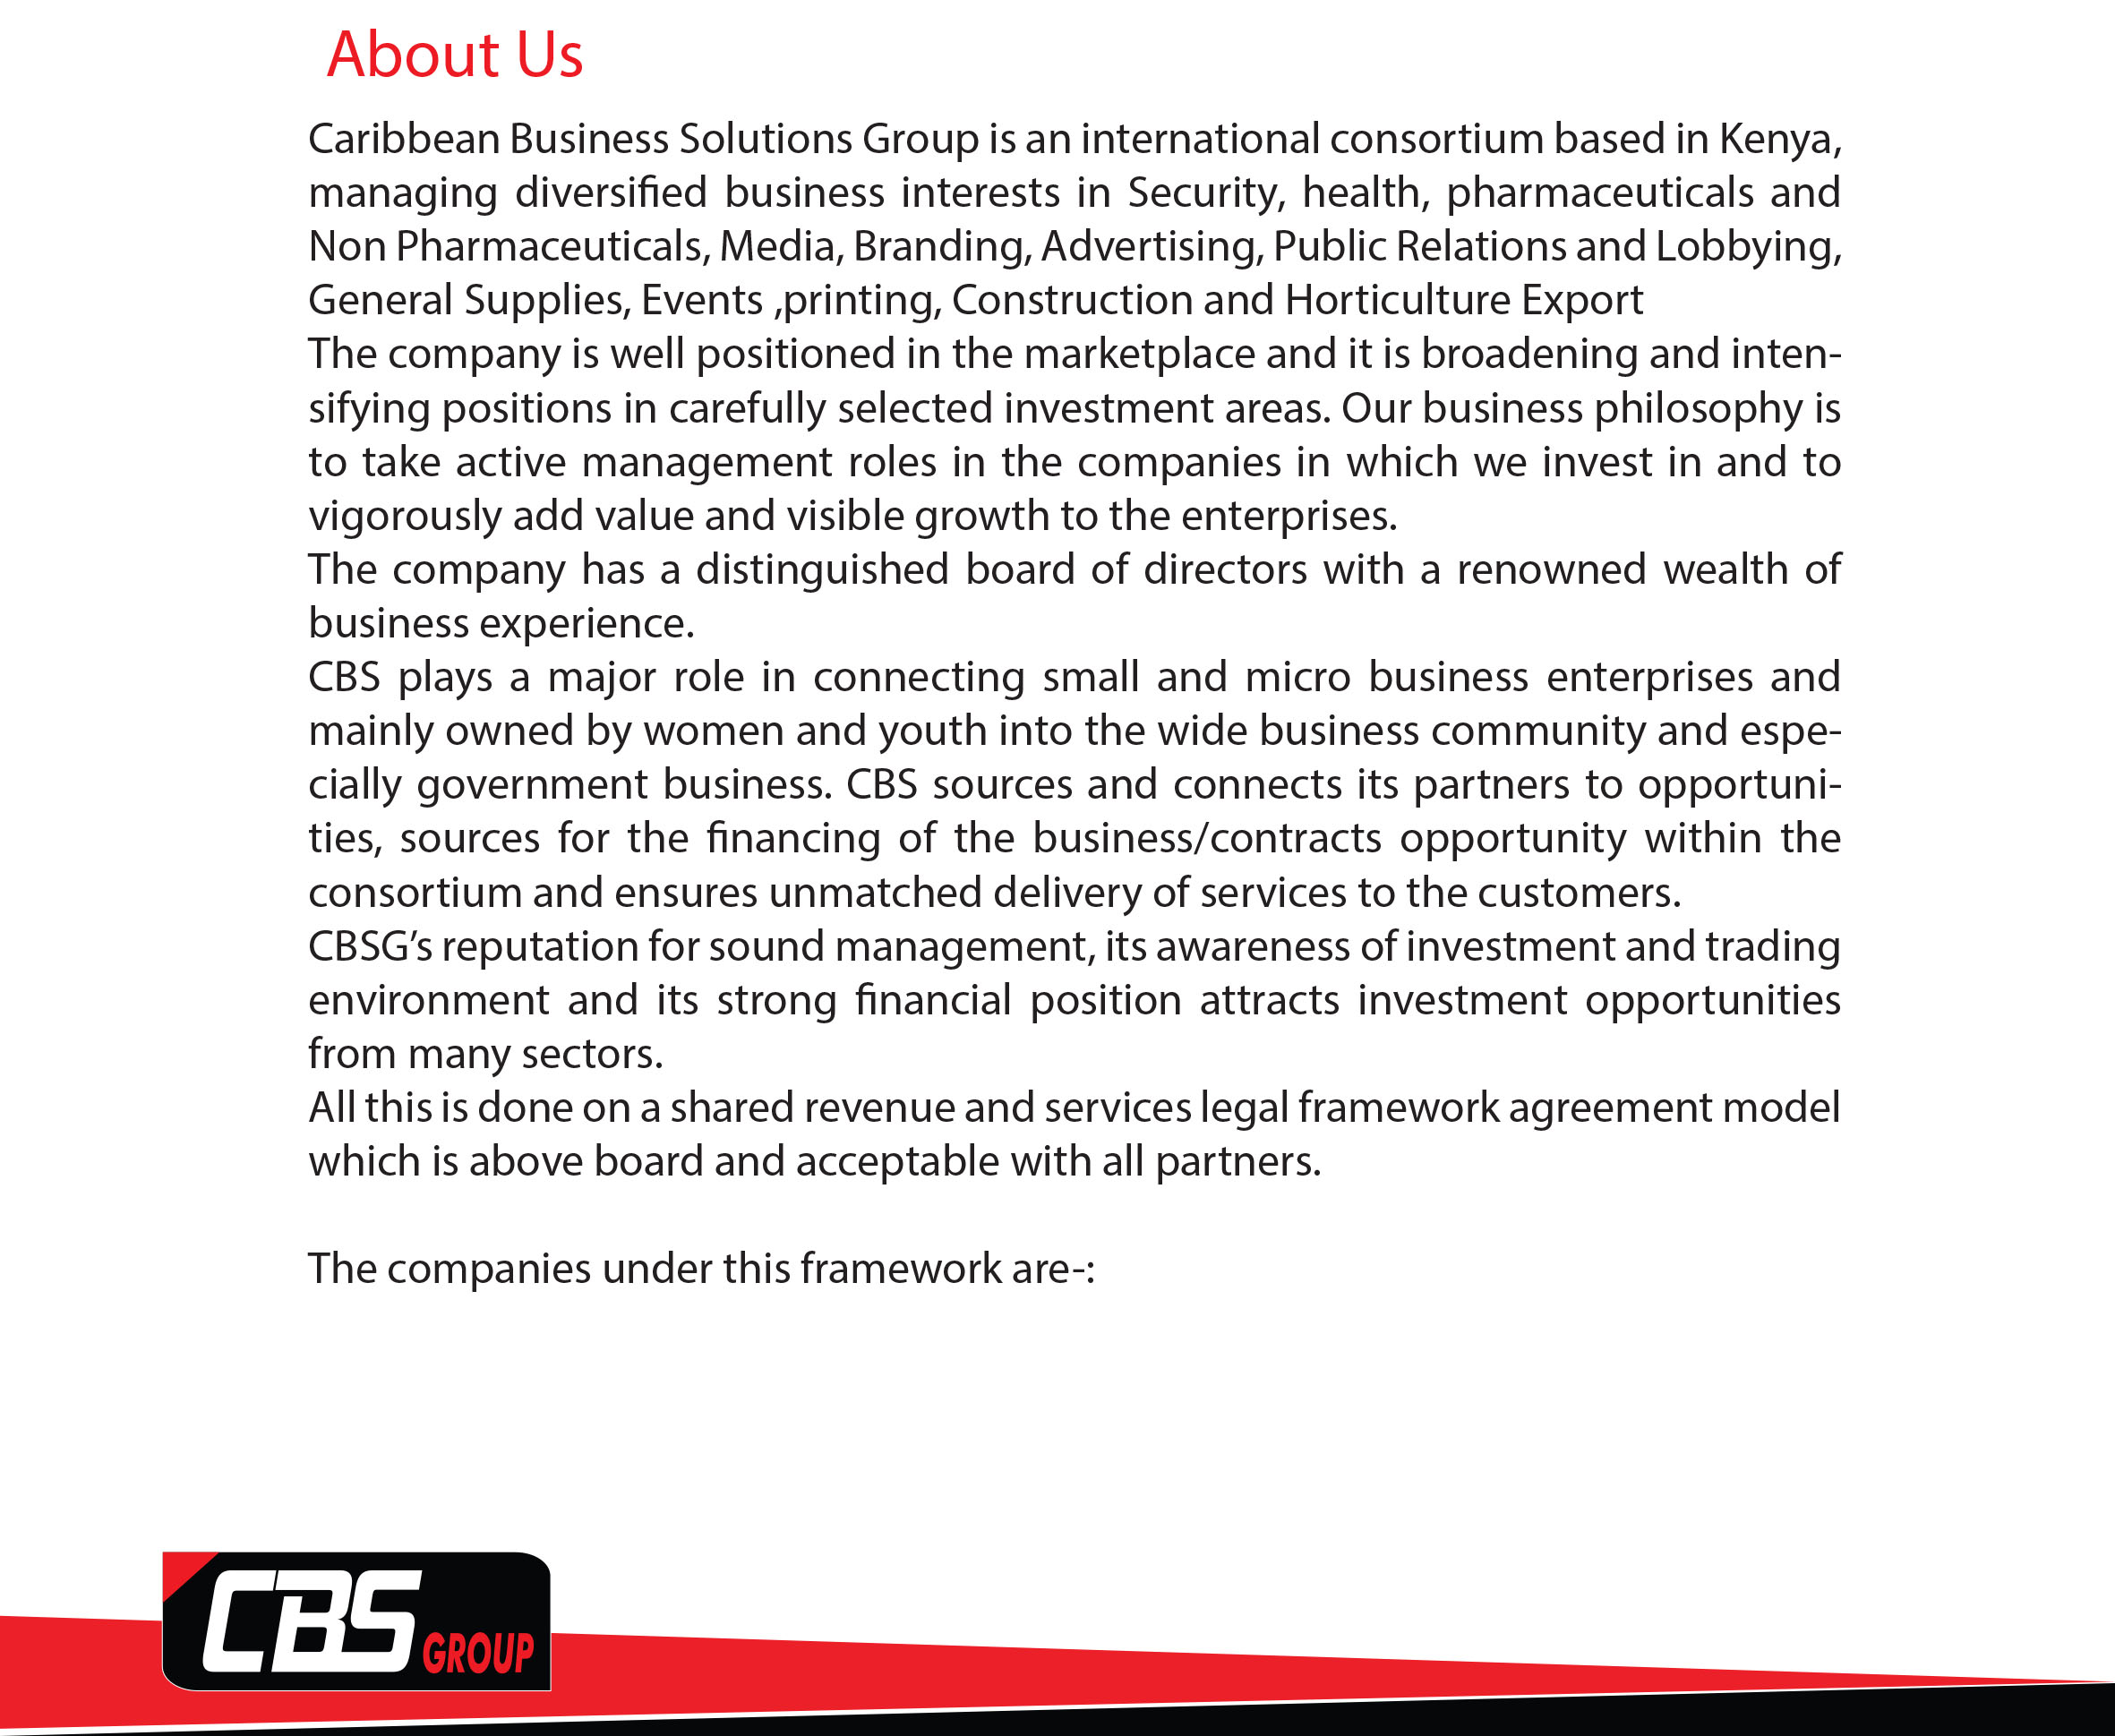 About Us
Caribbean Business Solutions Group is an international consortium based in Kenya,
managing diversified business interests in Security, health, pharmaceuticals and
Non Pharmaceuticals, Media, Branding, Advertising, Public Relations and Lobbying,
General Supplies, Events ,printing, Construction and Horticulture Export
The company is well positioned in the marketplace and it is broadening and inten-
sifying positions in carefully selected investment areas. Our business philosophy is
to take active management roles in the companies in which we invest in and to
vigorously add value and visible growth to the enterprises.
The company has a distinguished board of directors with a renowned wealth of
business experience.
CBS plays a major role in connecting small and micro business enterprises and
mainly owned by women and youth into the wide business community and espe-
cially government business. CBS sources and connects its partners to opportuni-
ties, sources for the financing of the business/contracts opportunity within the
consortium and ensures unmatched delivery of services to the customers.
CBSG’s reputation for sound management, its awareness of investment and trading
environment and its strong financial position attracts investment opportunities
from many sectors.
All this is done on a shared revenue and services legal framework agreement model
which is above board and acceptable with all partners.
The companies under this framework are-:
CBS GROUP